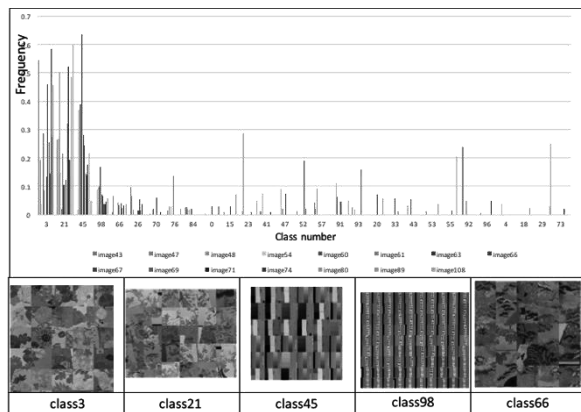 Frequency
0.7
0.6
0.5
0.4
0.3
0.2
0.1
0
3 21 45 98 66 26 70 76 84 0 15 23 41 47 52 57 91 93 20 33 43 53 55 92 96 4 18 29 73
Class number
image43 image47 image48 image54 image60 image61 image63 image66
image67 image69 image71 image74 image80 image89 image108
class3 class21 class45 class98 class66